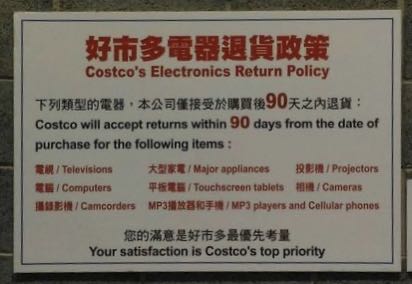 好市多電器退貨政策
Costco's Electronics Return Policy
下列類型的電器，本公司僅接受於購買後90天之內退貨：
Costco will accept returns within 90 days from the date of
purchase for the following items :
電視 / Televisions 大型家電 / Major appliances 投影機 / Projectors
電腦 / Computers 平板電腦 / Touchscreen tablets 相機 / Cameras
攝錄影機 / Camcorders MP3播放器和手機 / MP3 players and Cellular phones
您的滿意是好市多最優先考量
Your satisfaction is Costco's top priority